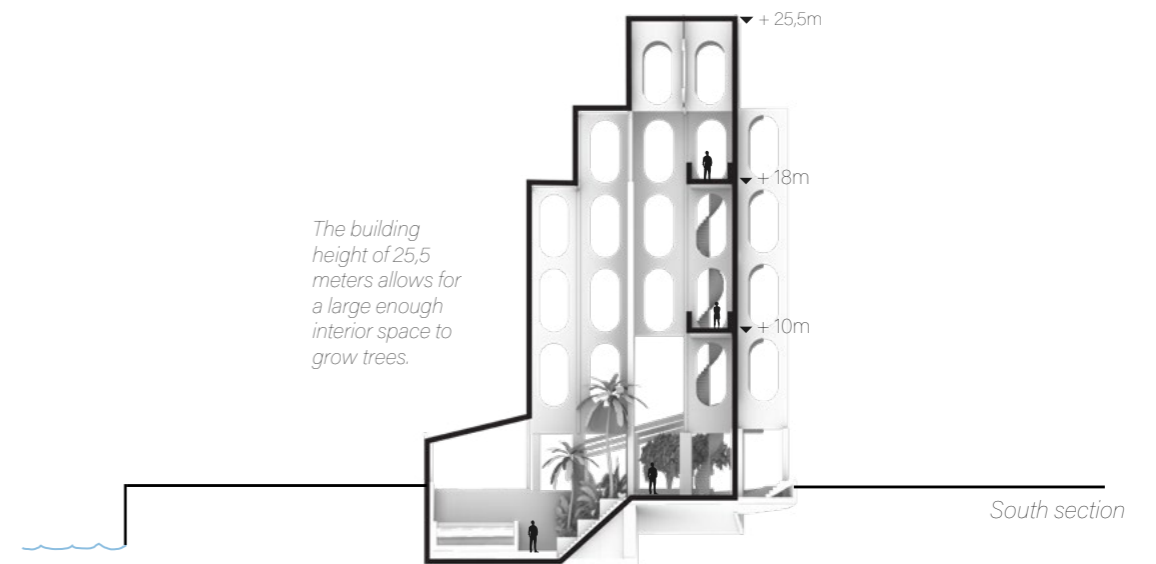 + 25,5m
+ 18m
The building
height of 25,5
meters allows for
a large enough
interior space to
grow trees.
+ 10m
South section